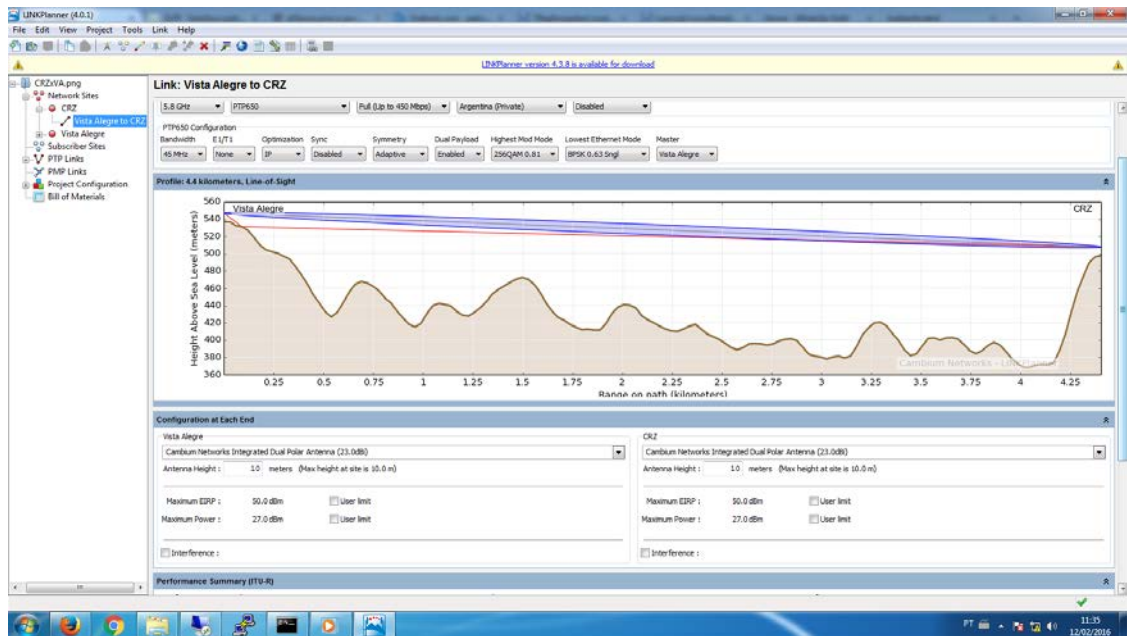 LINKPlanner (4.0.1)
File Edit View Project Tools Link Help
LINKPlanner version 4.3.8 is available for download
CRZxVA.png
Network Sites
CRZ
Vista Alegre to CRZ
Vista Alegre
Subscriber Sites
PTP Links
PMP Links
Project Configuration
Bill of Materials
Link: Vista Alegre to CRZ
5.8 GHz PTP650 Full (Up to 450 Mbps) Argentina (Private) Disabled
PTP650 Configuration
Bandwidth E1/T1 Optimization Sync Symmetry Dual Payload Highest Mod Mode Lowest Ethernet Mode Master
45 MHz None IP Disabled Adaptive Enabled 256QAM 0.81 BPSK 0.63 Sngl Vista Alegre
Profile: 4.4 kilometers, Line-of-Sight
Height Above Sea Level (meters)
560
540
520
500
480
460
440
420
400
380
360
Vista Alegre CRZ
Cambium Networks - LINKPlanner
0.25 0.5 0.75 1 1.25 1.5 1.75 2 2.25 2.5 2.75 3 3.25 3.5 3.75 4 4.25
Range on path (kilometers)
Configuration at Each End
Vista Alegre
Cambium Networks Integrated Dual Polar Antenna (23.0dBi)
Antenna Height : 10 meters (Max height at site is 10.0 m)
Maximum EIRP : 50.0 dBm User limit
Maximum Power : 27.0 dBm User limit
Interference :
CRZ
Cambium Networks Integrated Dual Polar Antenna (23.0dBi)
Antenna Height : 10 meters (Max height at site is 10.0 m)
Maximum EIRP : 50.0 dBm User limit
Maximum Power : 27.0 dBm User limit
Interference :
Performance Summary (ITU-R)
PT
11:35
12/02/2016